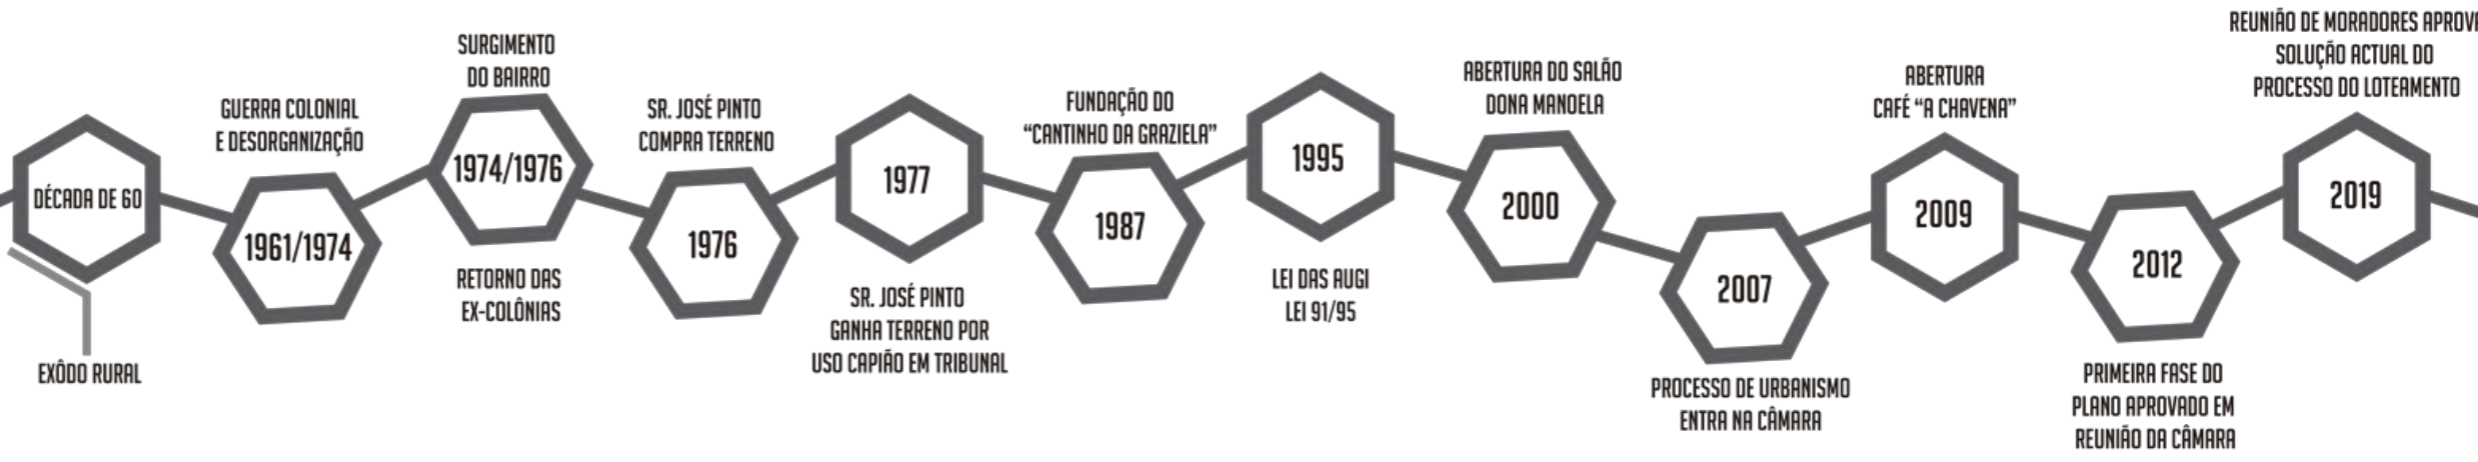 DÉCADA DE 60
EXÔDO RURAL
GUERRA COLONIAL
E DESORGANIZAÇÃO
1961/1974
SURGIMENTO
DO BAIRRO
1974/1976
RETORNO DAS
EX-COLÔNIAS
SR. JOSÉ PINTO
COMPRA TERRENO
1976
1977
SR. JOSÉ PINTO
GANHA TERRENO POR
USO CAPIÃO EM TRIBUNAL
FUNDAÇÃO DO
“CANTINHO DA GRAZIELA”
1987
1995
LEI DAS AUGI
LEI 91/95
ABERTURA DO SALÃO
DONA MANOELA
2000
2007
PROCESSO DE URBANISMO
ENTRA NA CÂMARA
ABERTURA
CAFÉ “A CHAVENA”
2009
2012
PRIMEIRA FASE DO
PLANO APROVADO EM
REUNIÃO DA CÂMARA
REUNIÃO DE MORADORES APROVA
SOLUÇÃO ACTUAL DO
PROCESSO DO LOTEAMENTO
2019